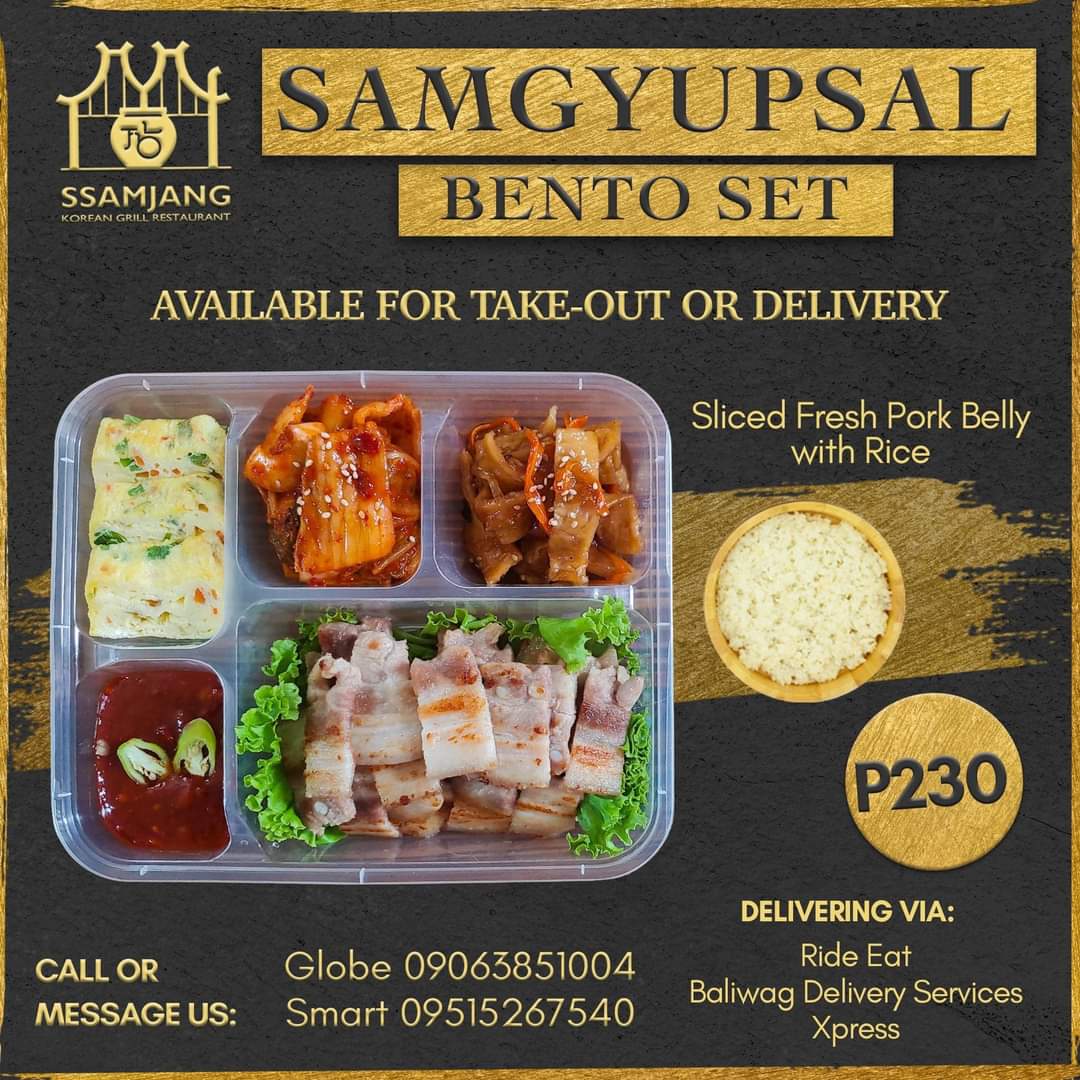 SSAMJANG
KOREAN GRILL RESTAURANT
SAMGYUPSAL
BENTO SET
AVAILABLE FOR TAKE-OUT OR DELIVERY
Sliced Fresh Pork Belly
with Rice
P230
DELIVERING VIA:
Ride Eat
Baliwag Delivery Services
Xpress
CALL OR
MESSAGE US:
Globe 09063851004
Smart 09515267540